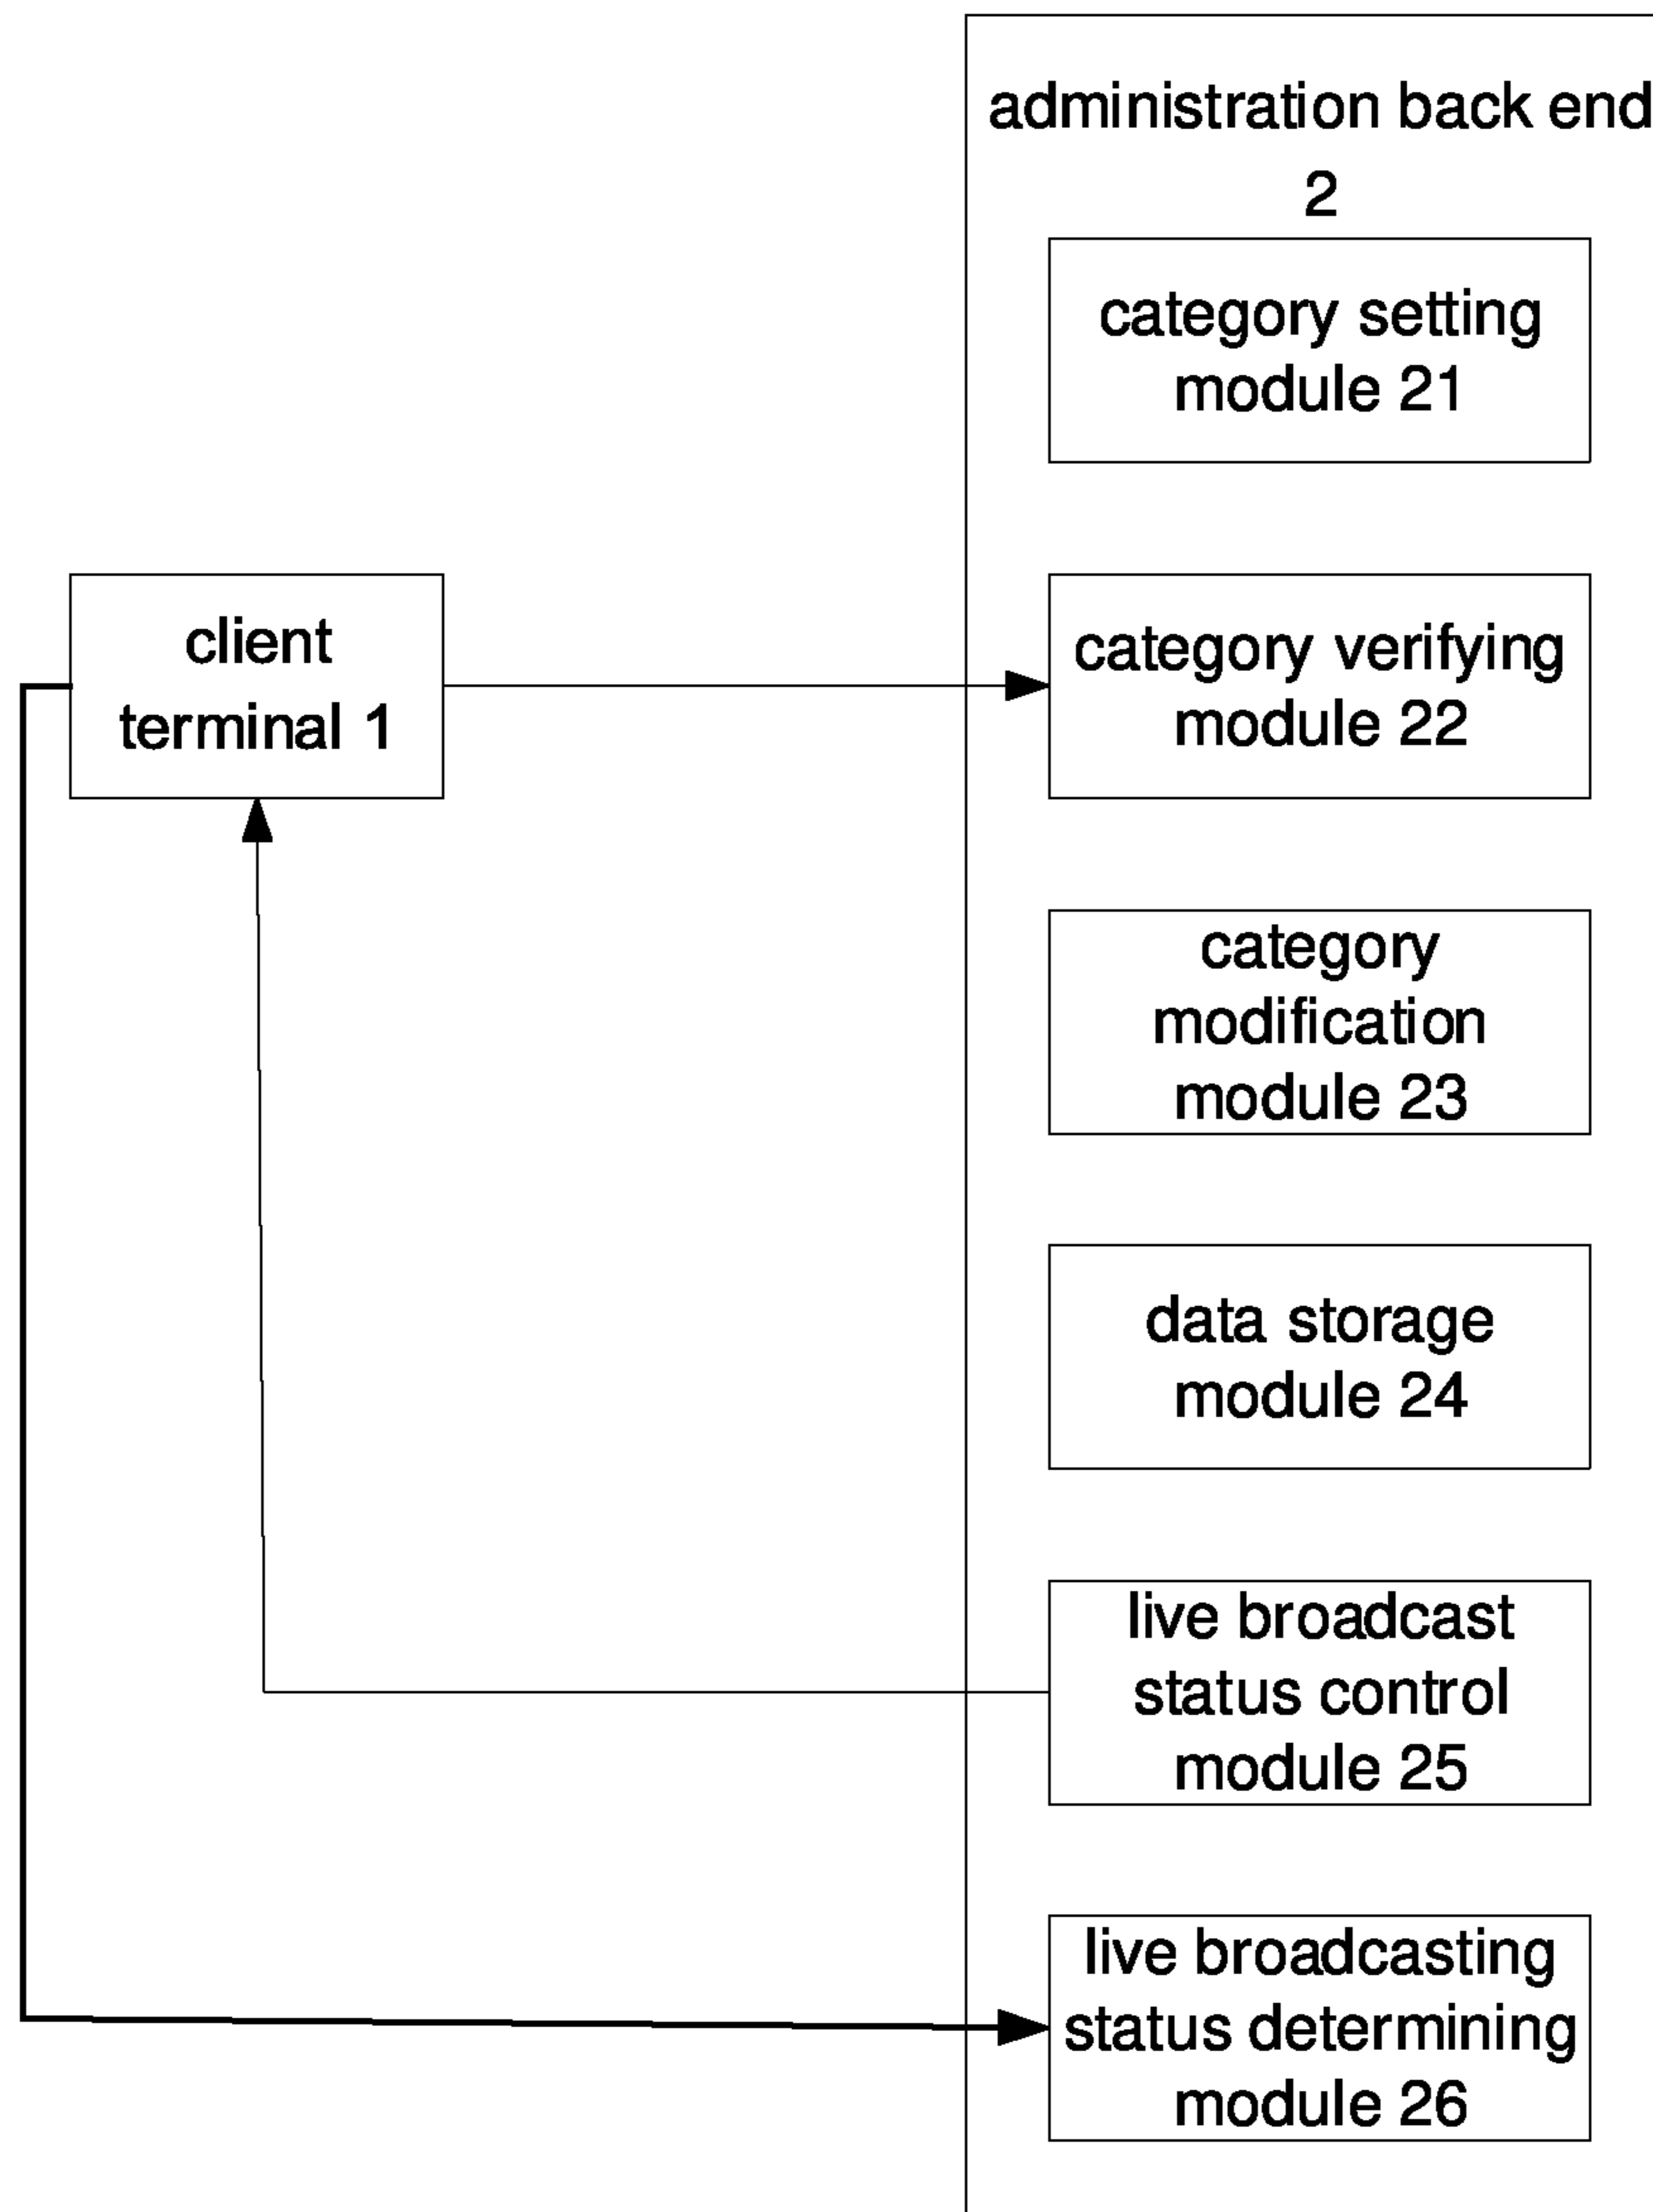 administration back end
2
category setting
module 21
client
terminal 1
category verifying
module 22
category
modification
module 23
data storage
module 24
live broadcast
status control
module 25
live broadcasting
status determining
module 26